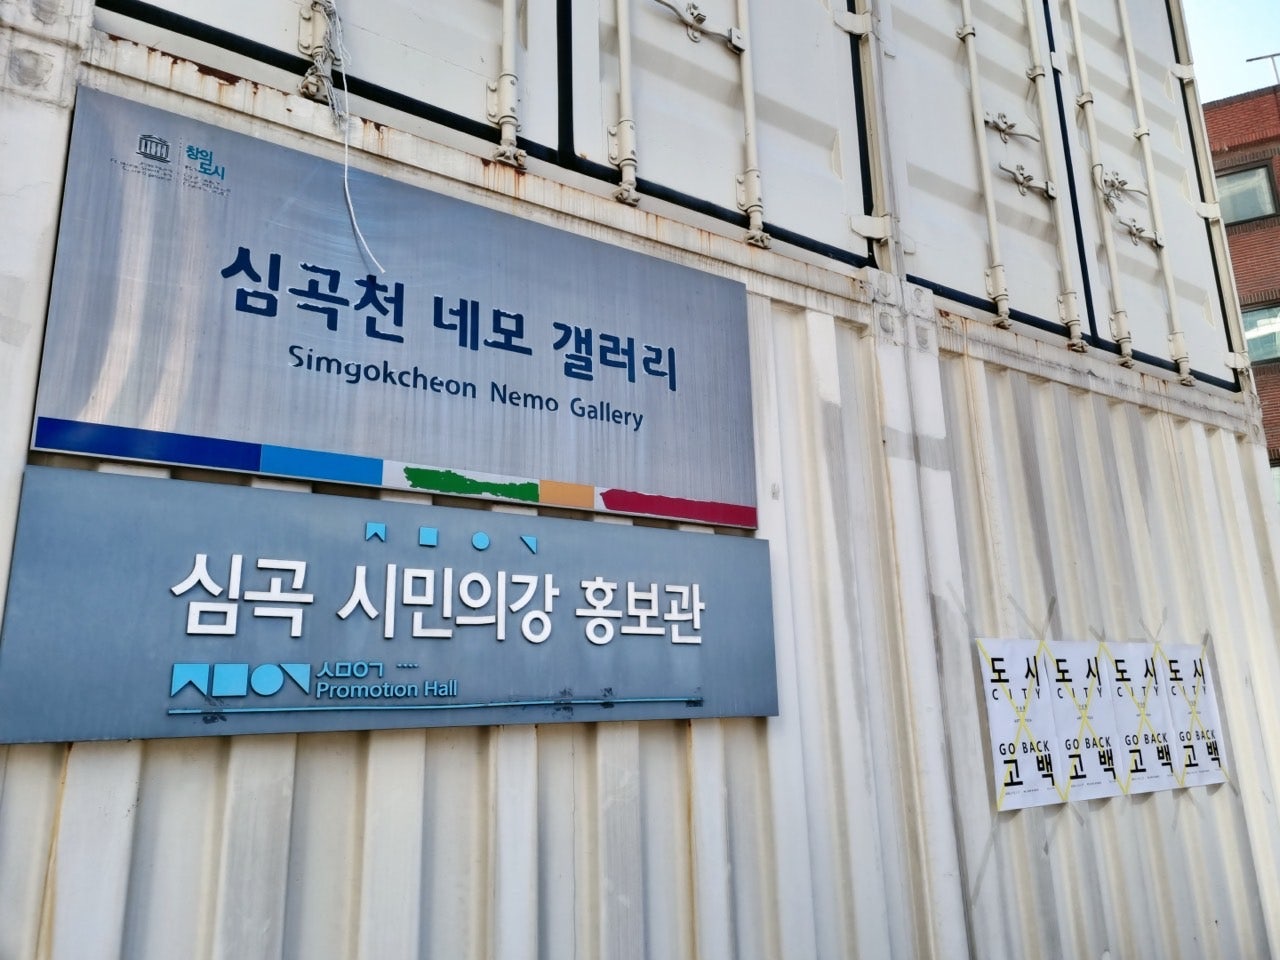 창의
도시
심곡천 네모 갤러리
Simgokcheon Nemo Gallery
심곡 시민의강 홍보관
ㅅㅁㅇㄱ
Promotion Hall
도시 도시 도시 도시
CITY CITY CITY CITY
GO BACK GO BACK GO BACK GO BACK
고백 고백 고백 고백